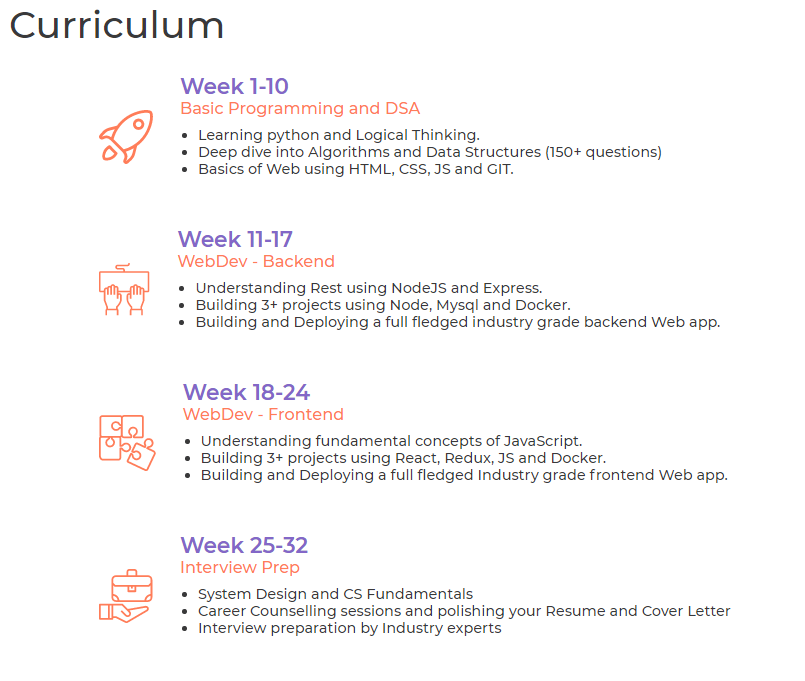 Curriculum
Week 1-10
Basic Programming and DSA
• Learning python and Logical Thinking.
• Deep dive into Algorithms and Data Structures (150+ questions)
• Basics of Web using HTML, CSS, JS and GIT.
Week 11-17
WebDev - Backend
• Understanding Rest using NodeJS and Express.
• Building 3+ projects using Node, Mysql and Docker.
• Building and Deploying a full fledged industry grade backend Web app.
Week 18-24
WebDev - Frontend
• Understanding fundamental concepts of JavaScript.
• Building 3+ projects using React, Redux, JS and Docker.
• Building and Deploying a full fledged Industry grade frontend Web app.
Week 25-32
Interview Prep
• System Design and CS Fundamentals
• Career Counselling sessions and polishing your Resume and Cover Letter
• Interview preparation by Industry experts